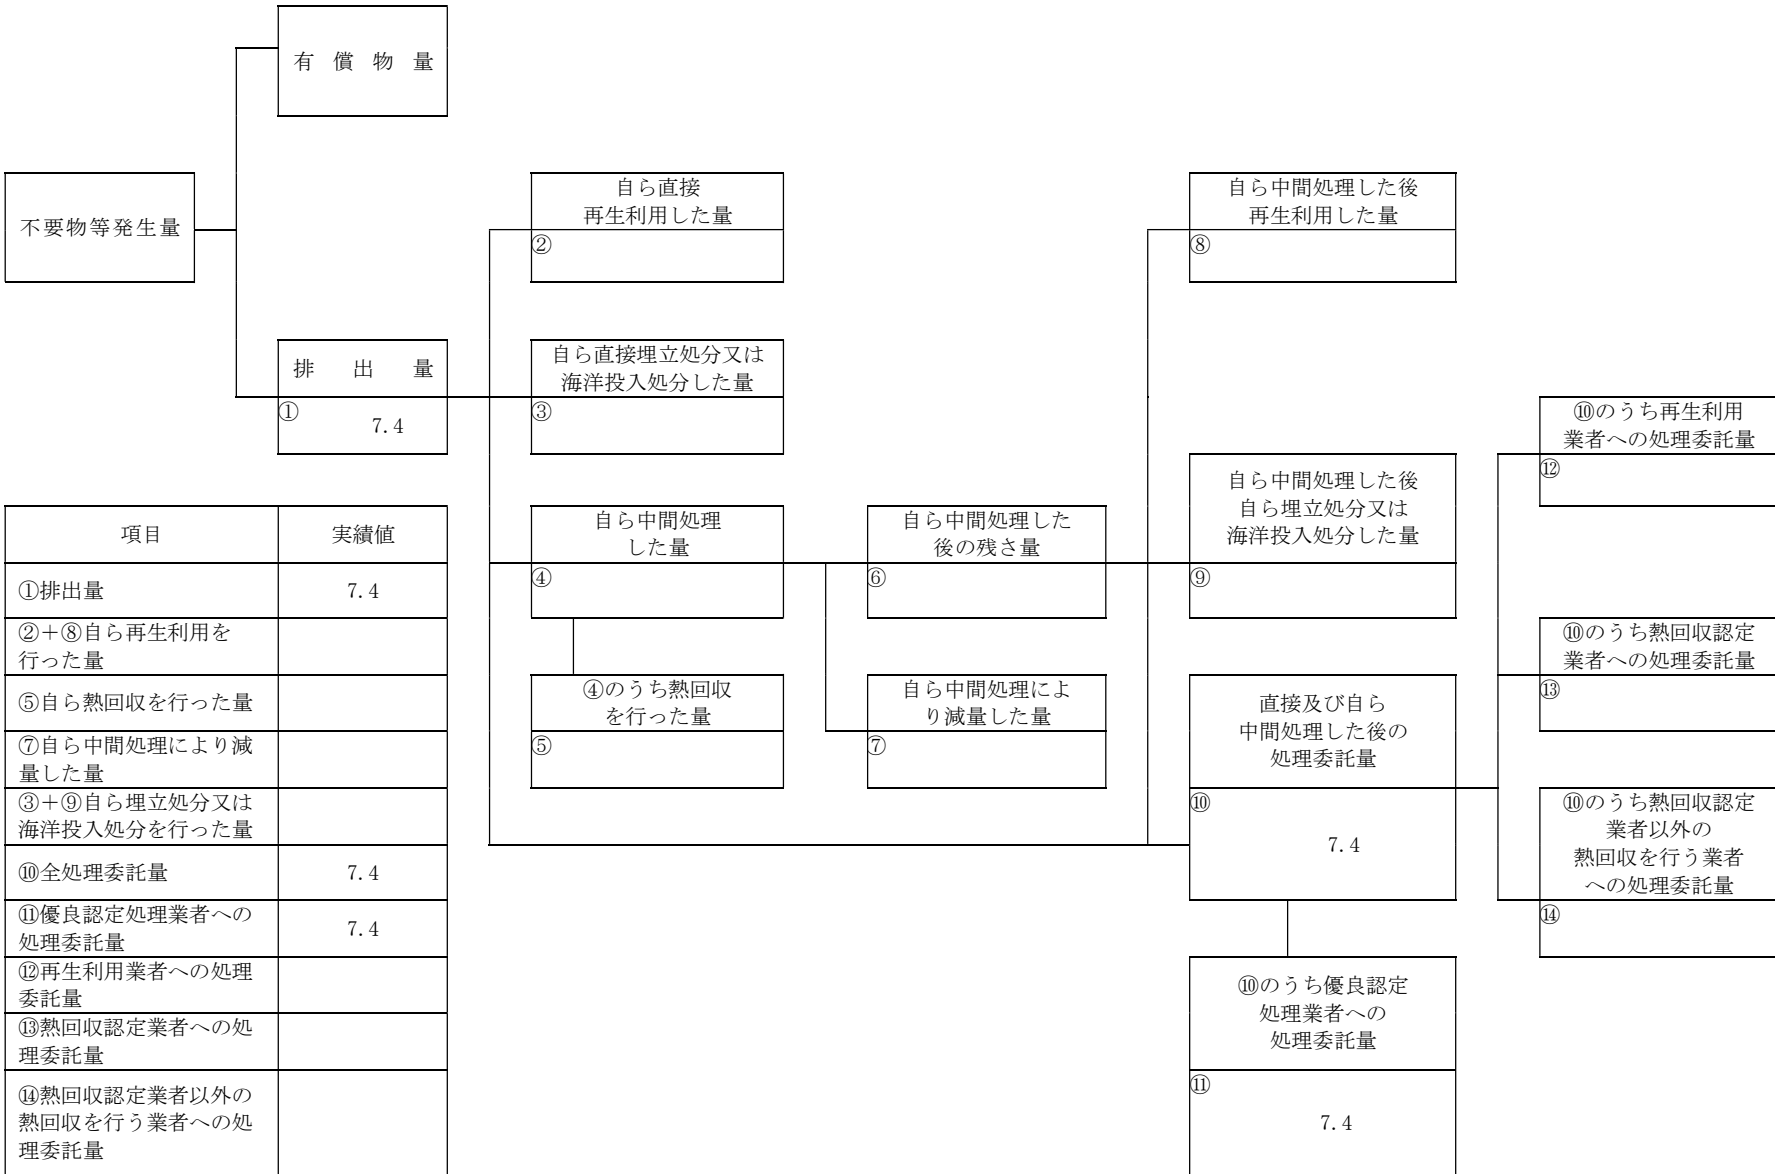 有償物量
不要物等発生量
排出量
①
7.4
自ら直接
再生利用した量
②
自ら直接埋立処分又は
海洋投入処分した量
③
自ら中間処理
した量
④
④のうち熱回収
を行った量
⑤
自ら中間処理した
後の残さ量
⑥
自ら中間処理によ
り減量した量
⑦
自ら中間処理した後
再生利用した量
⑧
自ら中間処理した後
自ら埋立処分又は
海洋投入処分した量
⑨
直接及び自ら
中間処理した後の
処理委託量
⑩
7.4
⑩のうち優良認定
処理業者への
処理委託量
⑪
7.4
⑩のうち再生利用
業者への処理委託量
⑫
⑩のうち熱回収認定
業者への処理委託量
⑬
⑩のうち熱回収認定
業者以外の
熱回収を行う業者
への処理委託量
⑭
項目 実績値
①排出量 7.4
②＋⑧自ら再生利用を
行った量
⑤自ら熱回収を行った量
⑦自ら中間処理により減
量した量
③＋⑨自ら埋立処分又は
海洋投入処分を行った量
⑩全処理委託量 7.4
⑪優良認定処理業者への
処理委託量 7.4
⑫再生利用業者への処理
委託量
⑬熱回収認定業者への処
理委託量
⑭熱回収認定業者以外の
熱回収を行う業者への処
理委託量